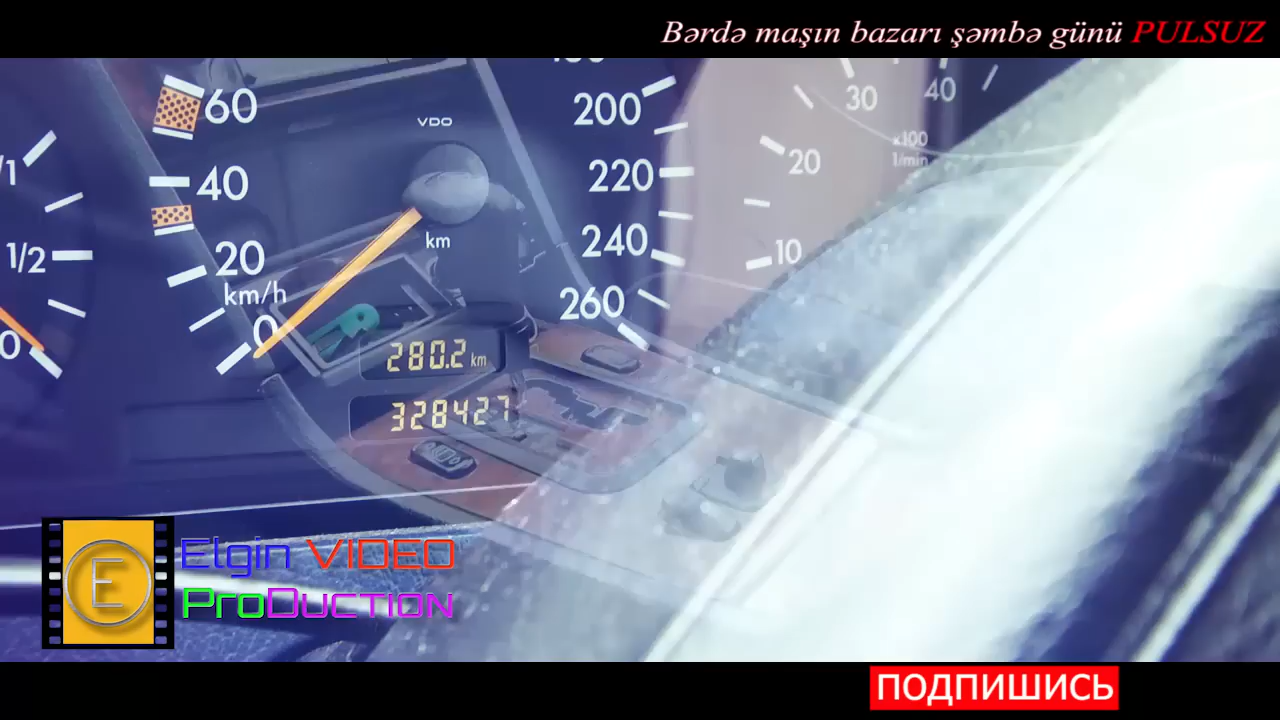 Bərdə maşın bazarı şəmbə günü PULSUZ
60
40
20
km/h
0
VDO
km
200
220
240
260
280.2 km
328427
1/2
0
10
20
30
40
x100
1/min
E
Elgin VIDEO
ProDuction
ПОДПИШИСЬ